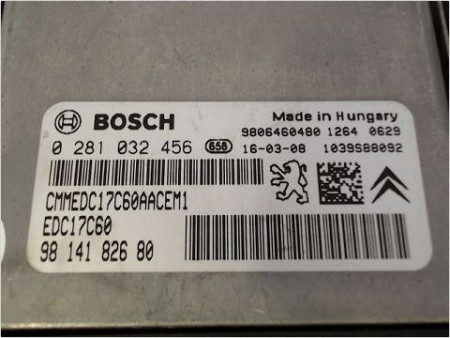 BOSCH
Made in Hungary
9806460480 1264 0629
0 281 032 456 656 16-03-08 1039S88092
CMMEDC17C60AACEM1
EDC17C60
98 141 826 80